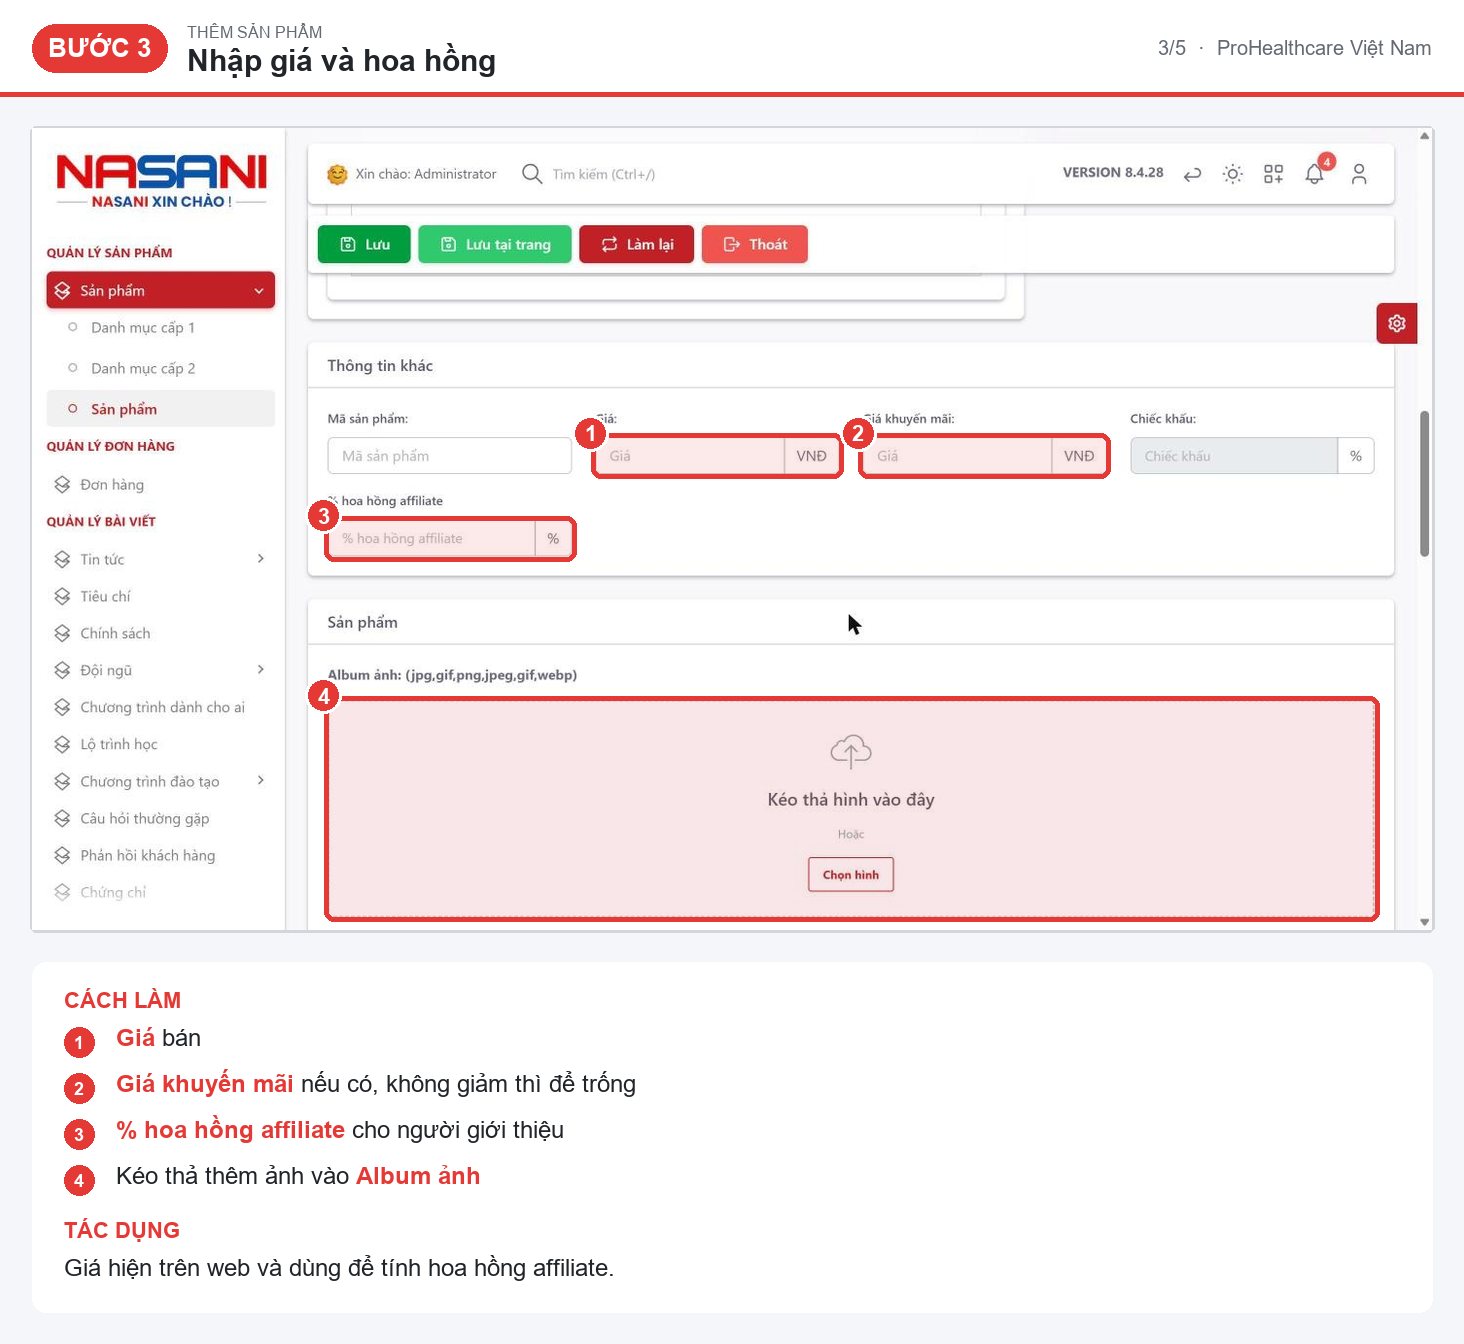 BƯỚC 3
THÊM SẢN PHẨM
Nhập giá và hoa hồng
3/5 · ProHealthcare Việt Nam
NASANI
NASANI XIN CHÀO !
Xin chào: Administrator
Tìm kiếm (Ctrl+/)
VERSION 8.4.28
4
Lưu
Lưu tại trang
Làm lại
Thoát
QUẢN LÝ SẢN PHẨM
Sản phẩm
Danh mục cấp 1
Danh mục cấp 2
Sản phẩm
QUẢN LÝ ĐƠN HÀNG
Đơn hàng
QUẢN LÝ BÀI VIẾT
Tin tức
Tiêu chí
Chính sách
Đội ngũ
Chương trình dành cho ai
Lộ trình học
Chương trình đào tạo
Câu hỏi thường gặp
Phản hồi khách hàng
Chứng chỉ
Thông tin khác
Mã sản phẩm:
Mã sản phẩm
1
Giá:
Giá VNĐ
2
Giá khuyến mãi:
Giá VNĐ
Chiếc khấu:
Chiếc khấu %
3
% hoa hồng affiliate
% hoa hồng affiliate %
Sản phẩm
Album ảnh: (jpg,gif,png,jpeg,gif,webp)
4
Kéo thả hình vào đây
Hoặc
Chọn hình
CÁCH LÀM
1 Giá bán
2 Giá khuyến mãi nếu có, không giảm thì để trống
3 % hoa hồng affiliate cho người giới thiệu
4 Kéo thả thêm ảnh vào Album ảnh
TÁC DỤNG
Giá hiện trên web và dùng để tính hoa hồng affiliate.